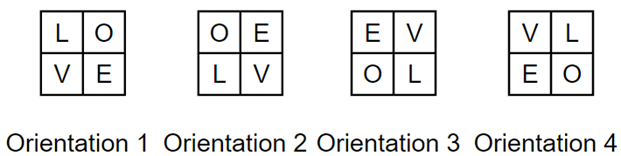 L O O E E V V L
V E L V O L E O
Orientation 1 Orientation 2 Orientation 3 Orientation 4